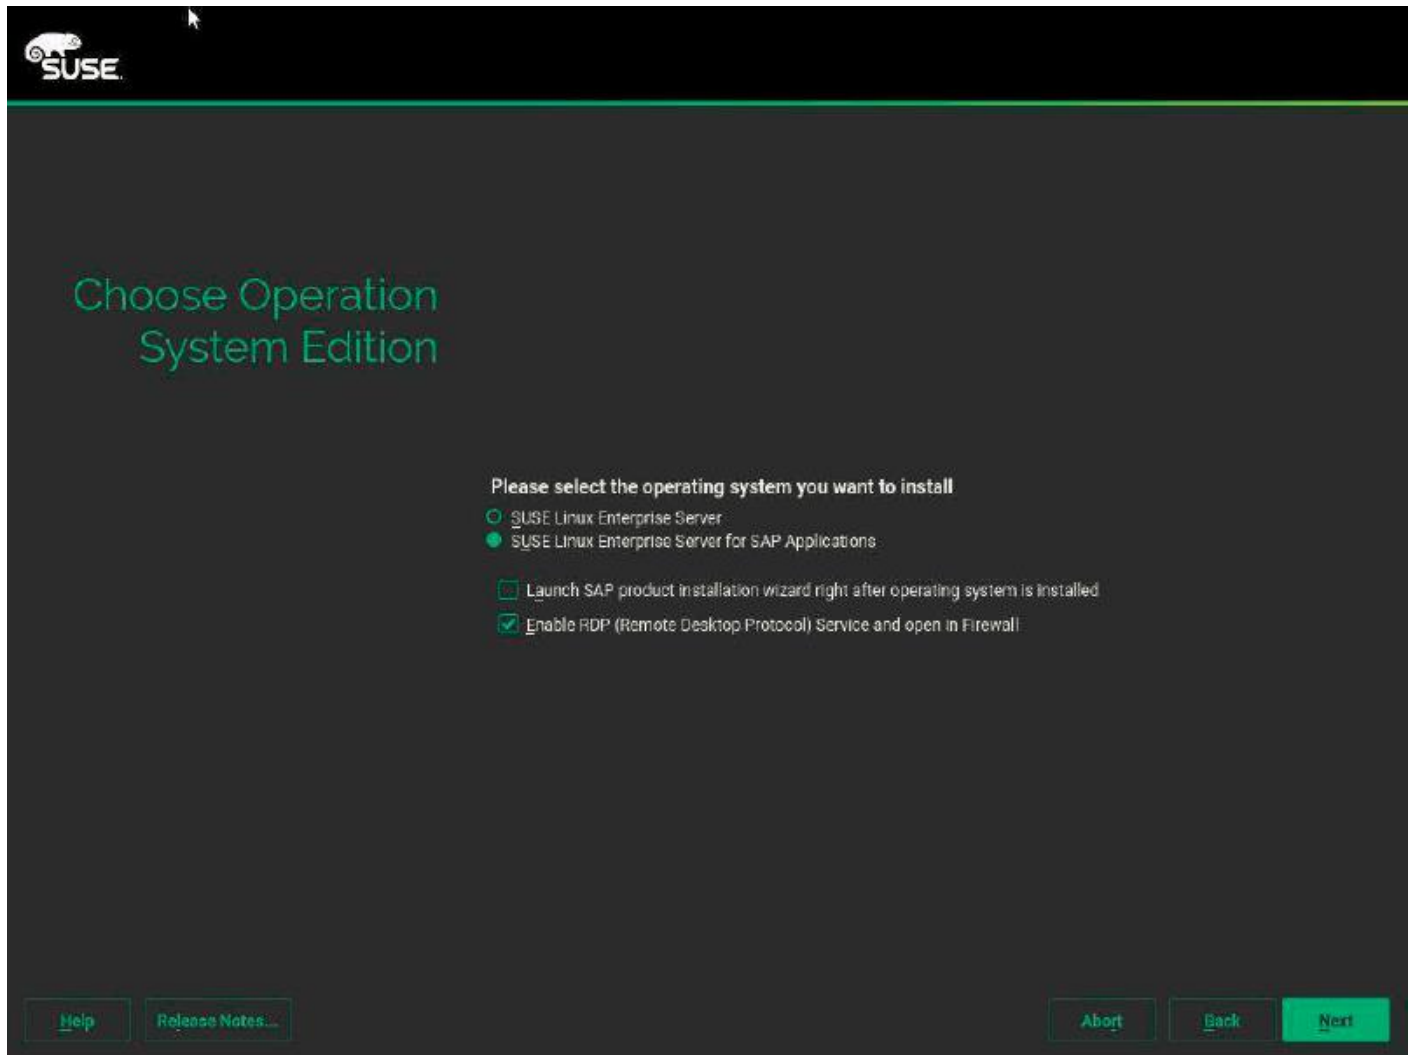 SUSE.
Choose Operation
System Edition
Please select the operating system you want to install
SUSE Linux Enterprise Server
SUSE Linux Enterprise Server for SAP Applications
Launch SAP product installation wizard right after operating system is installed
Enable RDP (Remote Desktop Protocol) Service and open in Firewall
Help
Release Notes...
Abort
Back
Next